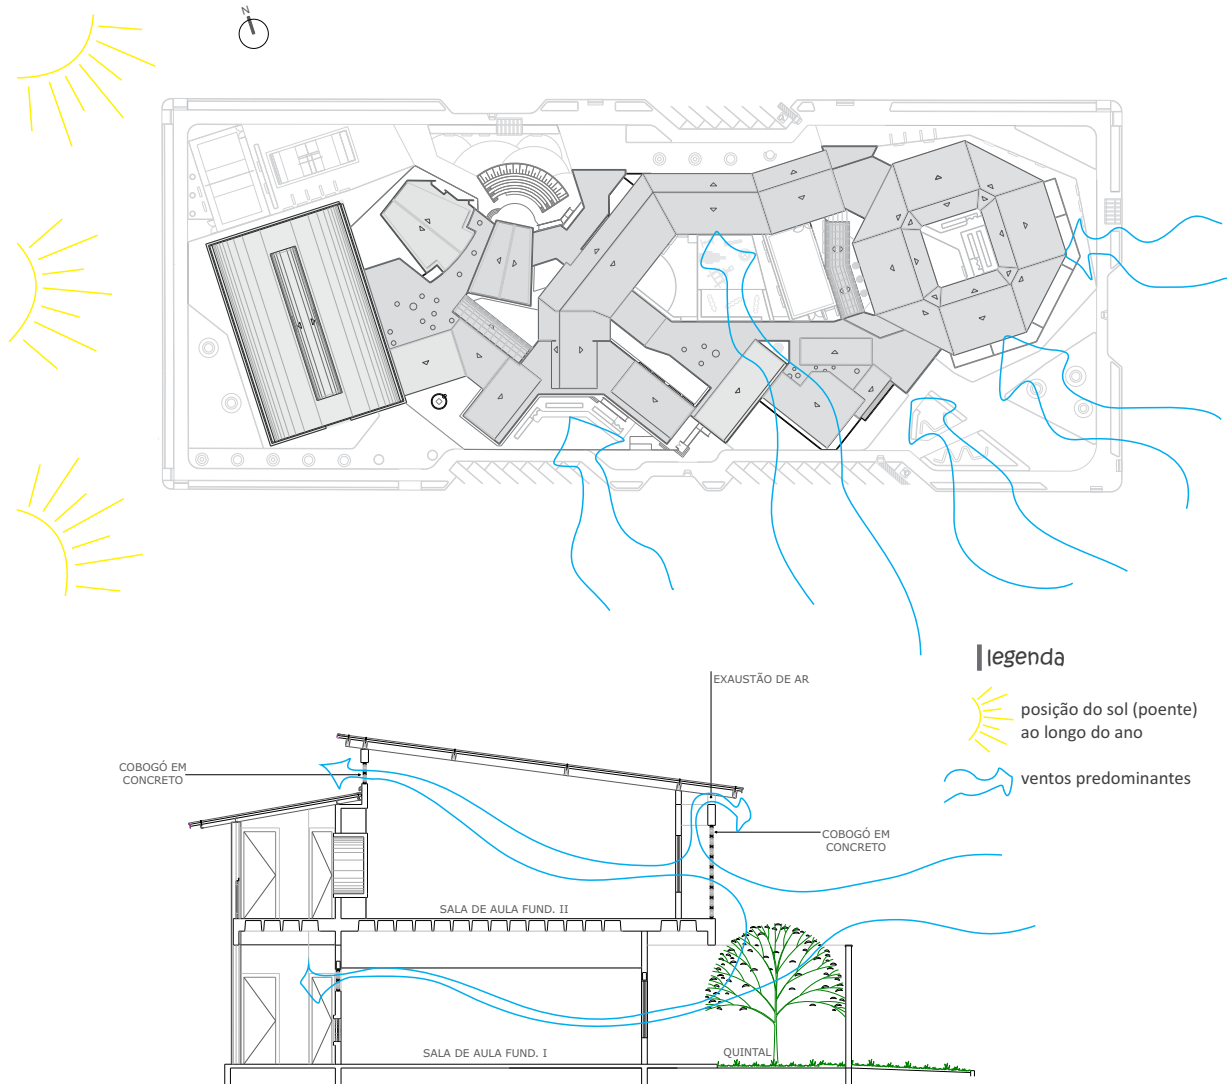 N
legenda
posição do sol (poente)
ao longo do ano
ventos predominantes
EXAUSTÃO DE AR
COBOGÓ EM
CONCRETO
COBOGÓ EM
CONCRETO
SALA DE AULA FUND. II
SALA DE AULA FUND. I
QUINTAL